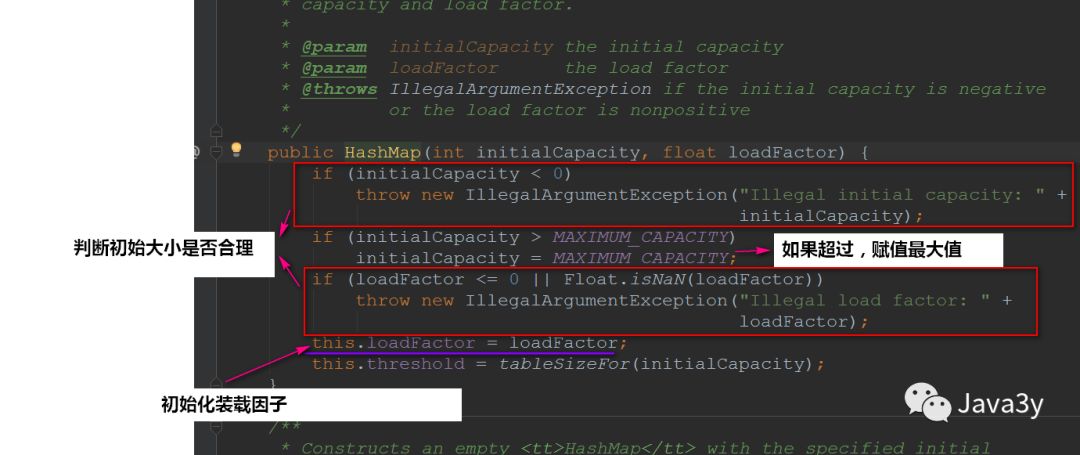 * capacity and load factor.
*
* @param initialCapacity the initial capacity
* @param loadFactor the load factor
* @throws IllegalArgumentException if the initial capacity is negative
* or the load factor is nonpositive
*/
public HashMap(int initialCapacity, float loadFactor) {
if (initialCapacity < 0)
throw new IllegalArgumentException("Illegal initial capacity: " +
initialCapacity);
判断初始大小是否合理
if (initialCapacity > MAXIMUM_CAPACITY)
initialCapacity = MAXIMUM_CAPACITY;
如果超过，赋值最大值
if (loadFactor <= 0 || Float.isNaN(loadFactor))
throw new IllegalArgumentException("Illegal load factor: " +
loadFactor);
this.loadFactor = loadFactor;
this.threshold = tableSizeFor(initialCapacity);
}
初始化装载因子
Java3y
/**
* Constructs an empty <tt>HashMap</tt> with the specified initial